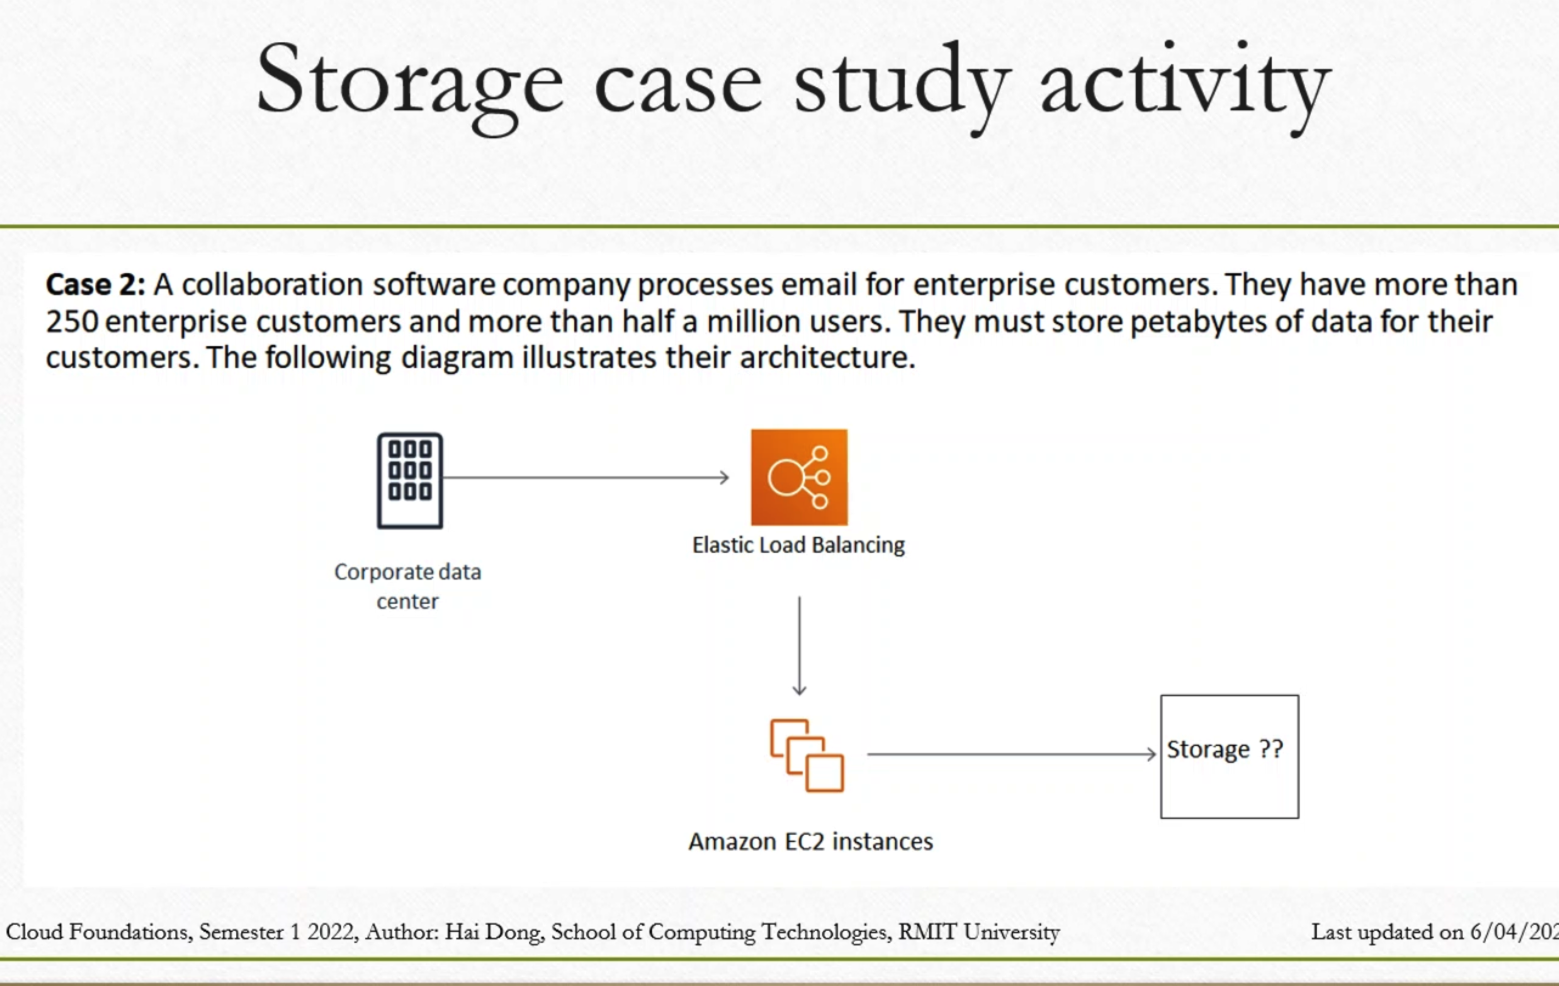 Storage case study activity
Case 2: A collaboration software company processes email for enterprise customers. They have more than
250 enterprise customers and more than half a million users. They must store petabytes of data for their
customers. The following diagram illustrates their architecture.
Corporate data
center
Elastic Load Balancing
Storage ??
Amazon EC2 instances
Cloud Foundations, Semester 1 2022, Author: Hai Dong, School of Computing Technologies, RMIT University
Last updated on 6/04/202